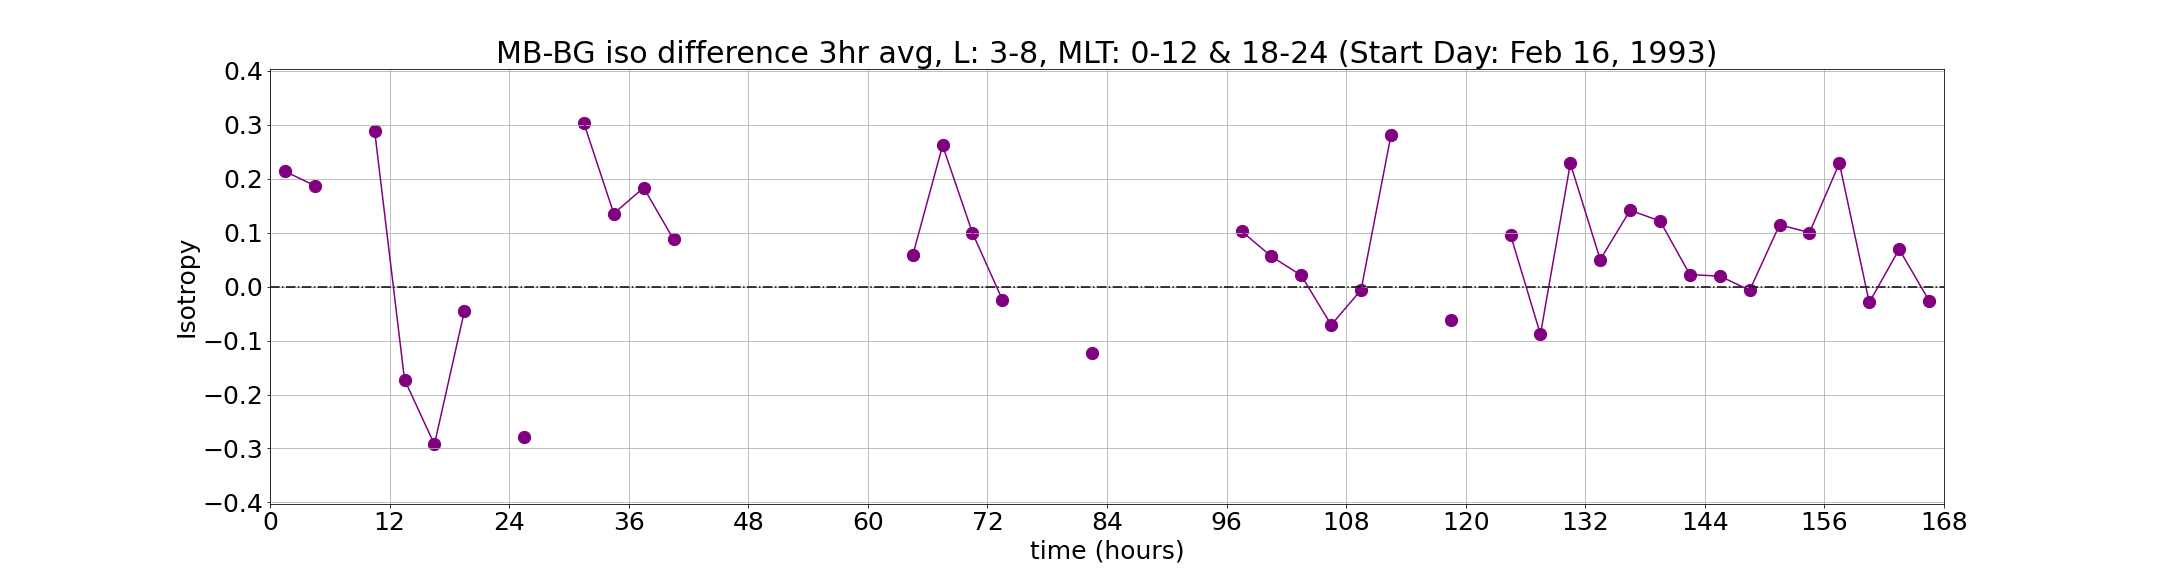 MB-BG iso difference 3hr avg, L: 3-8, MLT: 0-12 & 18-24 (Start Day: Feb 16, 1993)
0.4
0.3
0.2
0.1
0.0
−0.1
−0.2
−0.3
−0.4
Isotropy
0 12 24 36 48 60 72 84 96 108 120 132 144 156 168
time (hours)